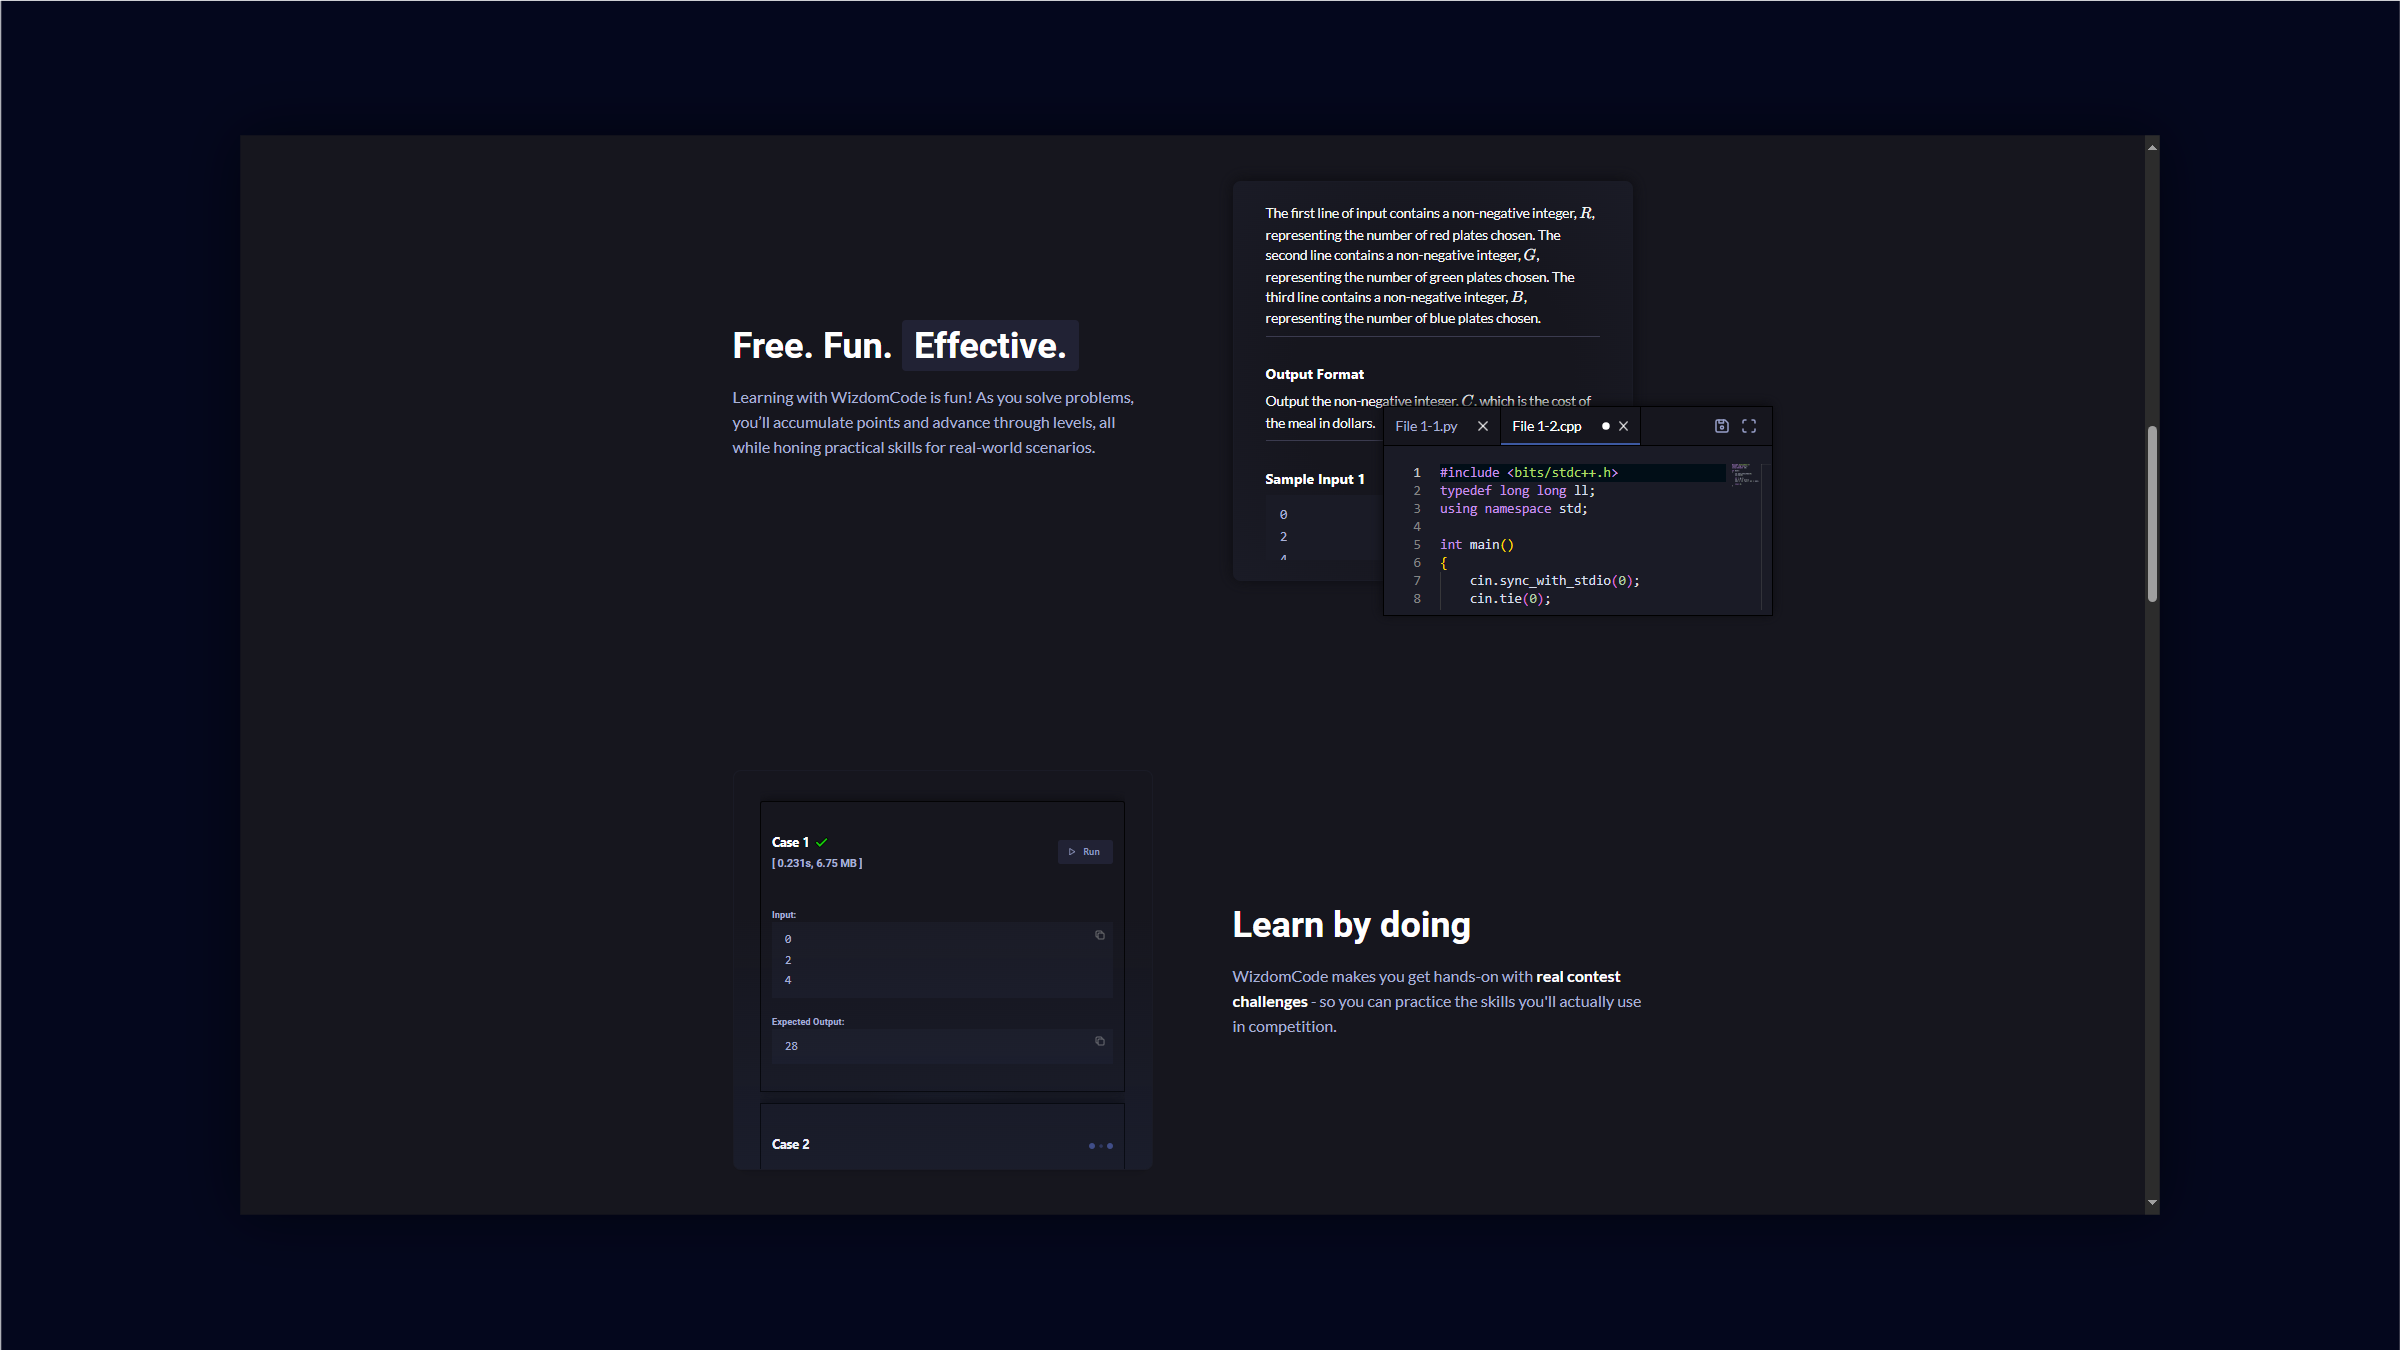 Free. Fun. Effective.
Learning with WizdomCode is fun! As you solve problems,
you’ll accumulate points and advance through levels, all
while honing practical skills for real-world scenarios.
The first line of input contains a non-negative integer, R,
representing the number of red plates chosen. The
second line contains a non-negative integer, G,
representing the number of green plates chosen. The
third line contains a non-negative integer, B,
representing the number of blue plates chosen.
Output Format
Output the non-negative integer, C, which is the cost of
the meal in dollars.
Sample Input 1
0
2
4
File 1-1.py
File 1-2.cpp
1 #include <bits/stdc++.h>
2 typedef long long ll;
3 using namespace std;
4
5 int main()
6 {
7 cin.sync_with_stdio(0);
8 cin.tie(0);
Case 1
[ 0.231s, 6.75 MB ]
Run
Input:
0
2
4
Expected Output:
28
Case 2
Learn by doing
WizdomCode makes you get hands-on with real contest
challenges - so you can practice the skills you'll actually use
in competition.